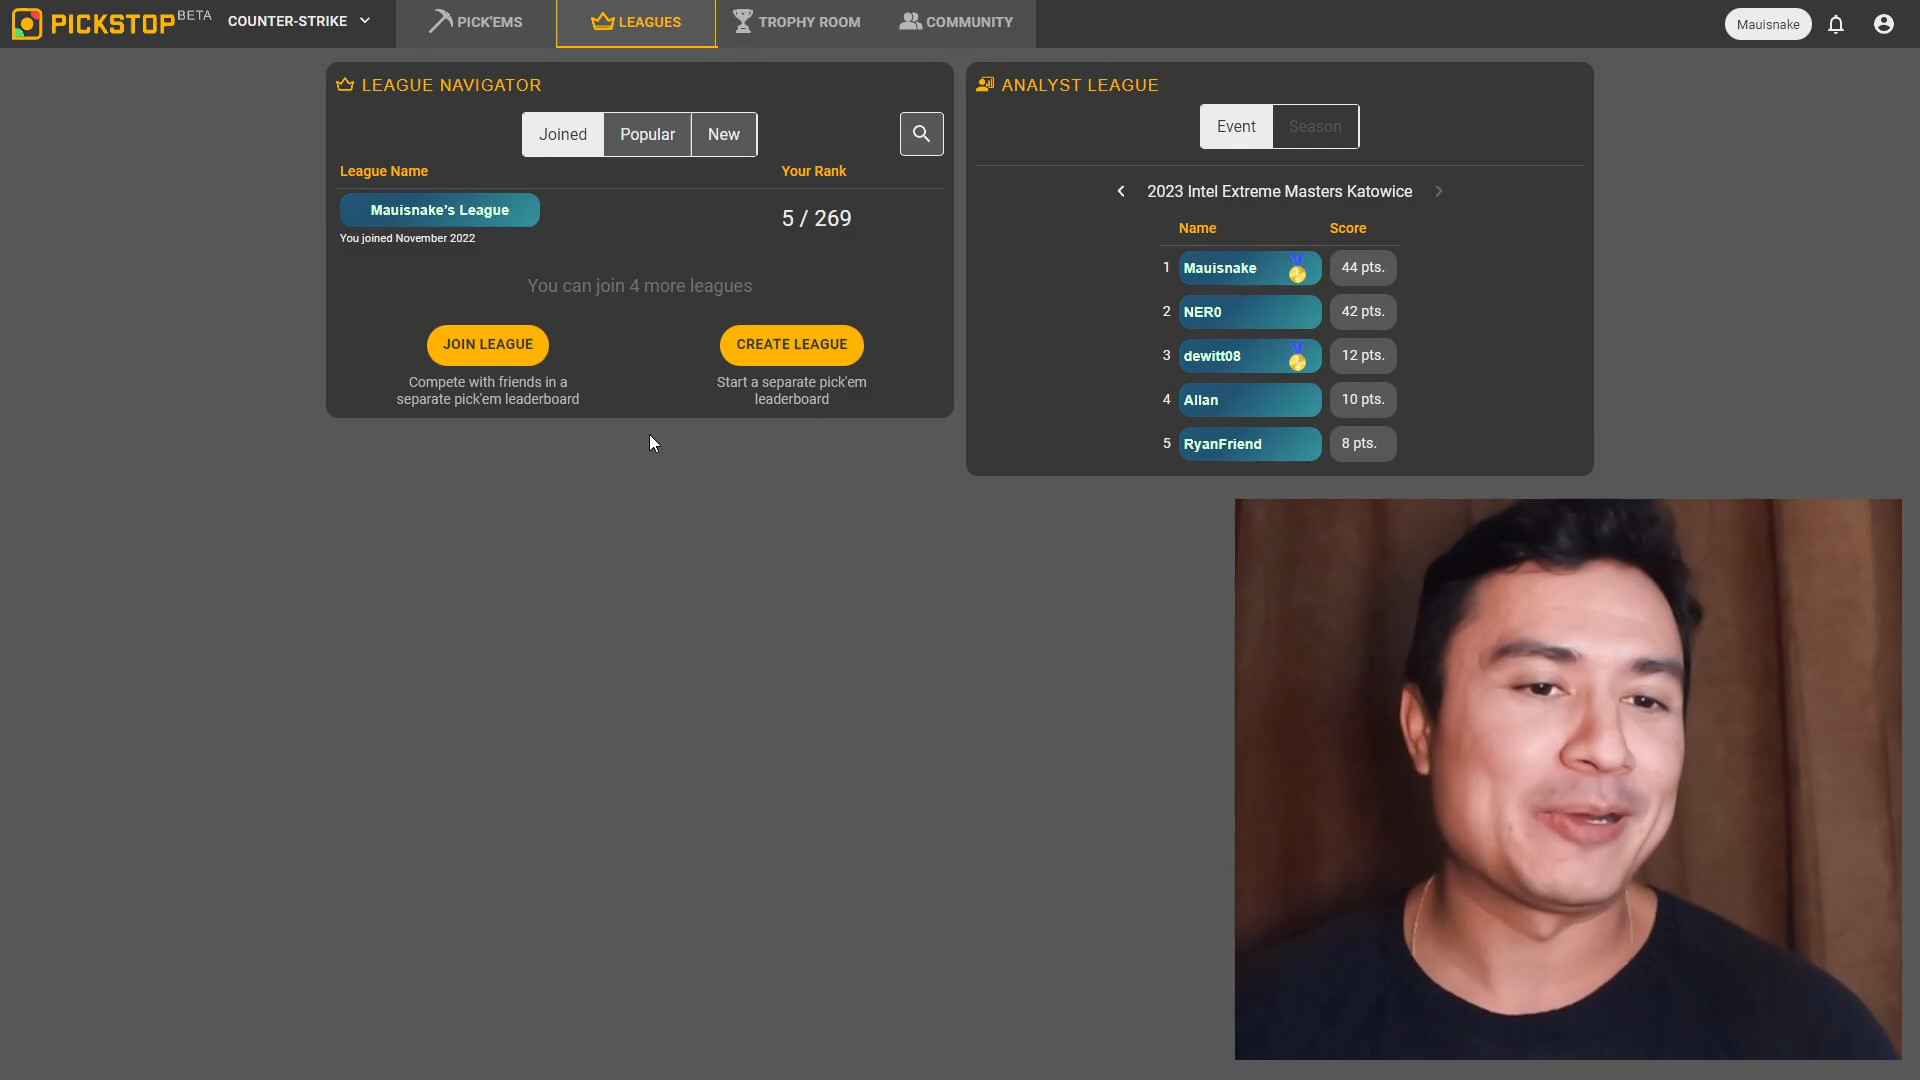 PICKSTOP BETA
COUNTER-STRIKE
PICK'EMS
LEAGUES
TROPHY ROOM
COMMUNITY
Mauisnake
LEAGUE NAVIGATOR
Joined
Popular
New
League Name
Your Rank
Mauisnake's League
5 / 269
You joined November 2022
You can join 4 more leagues
JOIN LEAGUE
Compete with friends in a
separate pick'em leaderboard
CREATE LEAGUE
Start a separate pick'em
leaderboard
ANALYST LEAGUE
Event
Season
2023 Intel Extreme Masters Katowice
Name Score
1 Mauisnake 44 pts.
2 NER0 42 pts.
3 dewitt08 12 pts.
4 Allan 10 pts.
5 RyanFriend 8 pts.